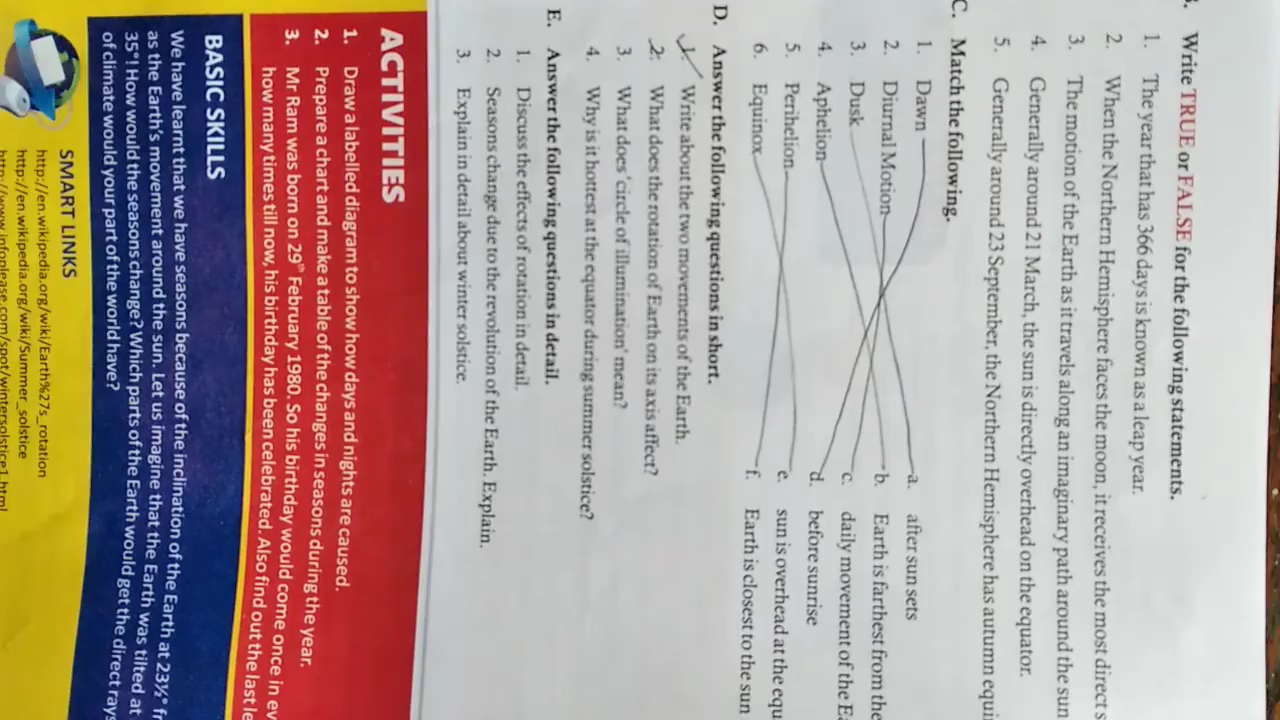 Write TRUE or FALSE for the following statements.
1. The year that has 366 days is known as a leap year.
2. When the Northern Hemisphere faces the moon, it receives the most direct
3. The motion of the Earth as it travels along an imaginary path around the sun
4. Generally around 21 March, the sun is directly overhead on the equator.
5. Generally around 23 September, the Northern Hemisphere has autumn
C. Match the following.
1. Dawn a. after sun sets
2. Diurnal Motion b. Earth is farthest from the
3. Dusk c. daily movement of the
4. Aphelion d. before sunrise
5. Perihelion e. sun is overhead at the
6. Equinox f. Earth is closest to the sun
D. Answer the following questions in short.
1. Write about the two movements of the Earth.
2. What does the rotation of Earth on its axis affect?
3. What does 'circle of illumination' mean?
4. Why is it hottest at the equator during summer solstice?
E. Answer the following questions in detail.
1. Discuss the effects of rotation in detail.
2. Seasons change due to the revolution of the Earth. Explain.
3. Explain in detail about winter solstice.
ACTIVITIES
1. Draw a labelled diagram to show how days and nights are caused.
2. Prepare a chart and make a table of the changes in seasons during the year.
3. Mr Ram was born on 29th February 1980. So his birthday would come once in
how many times till now, his birthday has been celebrated. Also find out the last
BASIC SKILLS
We have learnt that we have seasons because of the inclination of the Earth at 23½°
as the Earth's movement around the sun. Let us imagine that the Earth was tilted at
35°! How would the seasons change? Which parts of the Earth would get the direct rays
of climate would your part of the world have?
SMART LINKS
http://en.wikipedia.org/wiki/Earth%27s_rotation
http://en.wikipedia.org/wiki/Summer_solstice
http://www.infoplease.com/spot/wintersolstice1.html